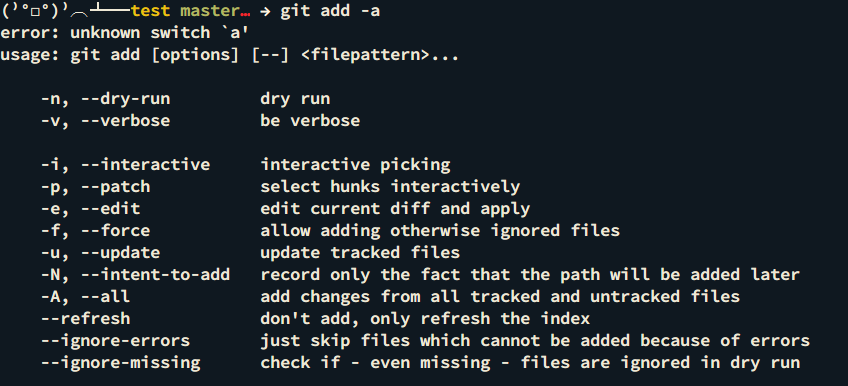 (╯°□°)╯︵┻━━test master… → git add -a
error: unknown switch `a'
usage: git add [options] [--] <filepattern>...
-n, --dry-run dry run
-v, --verbose be verbose
-i, --interactive interactive picking
-p, --patch select hunks interactively
-e, --edit edit current diff and apply
-f, --force allow adding otherwise ignored files
-u, --update update tracked files
-N, --intent-to-add record only the fact that the path will be added later
-A, --all add changes from all tracked and untracked files
--refresh don't add, only refresh the index
--ignore-errors just skip files which cannot be added because of errors
--ignore-missing check if - even missing - files are ignored in dry run